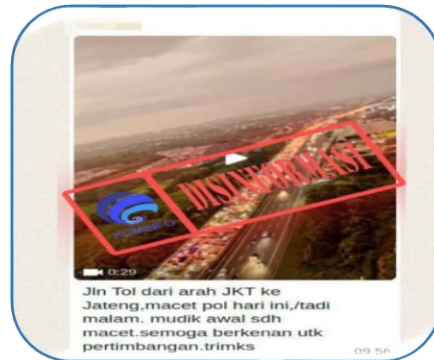 DISINFORMASI
KOMINFO
0:29
Jln Tol dari arah JKT ke
Jateng,macet pol hari ini,/tadi
malam. mudik awal sdh
macet.semoga berkenan utk
pertimbangan.trimks
09.56